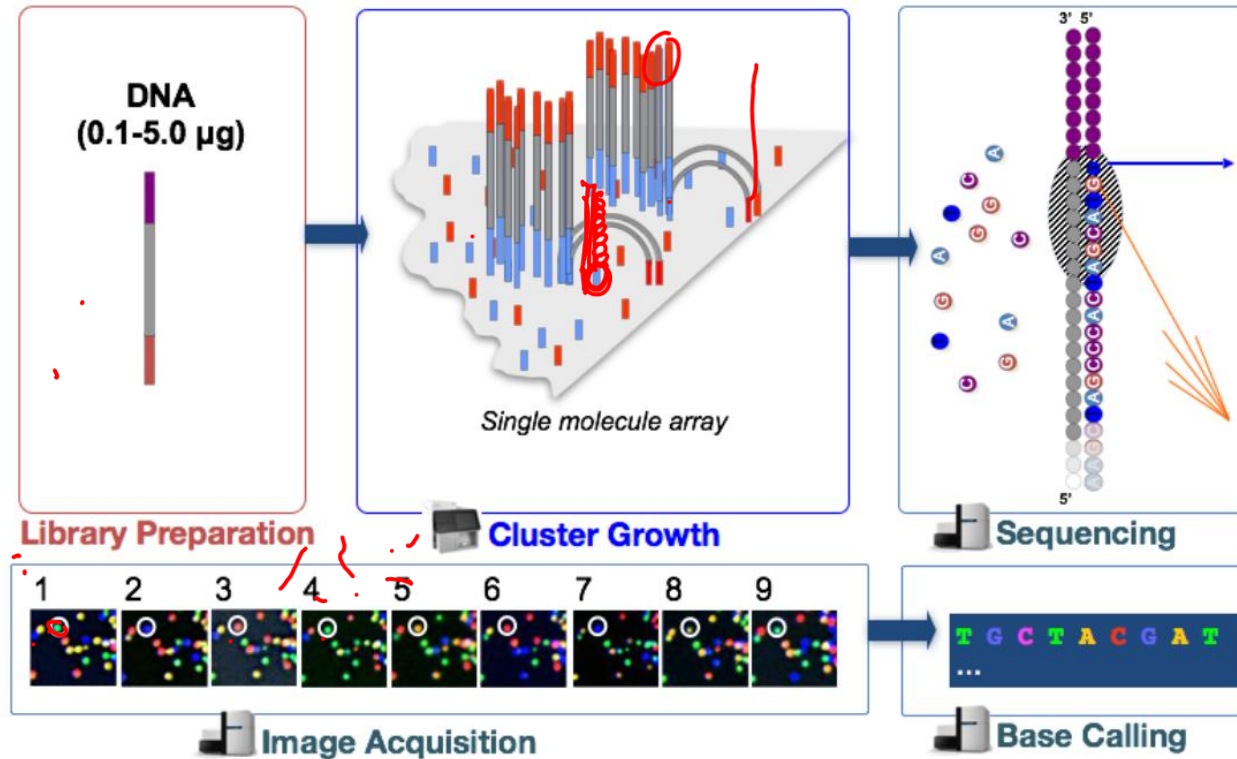 DNA
(0.1-5.0 µg)
Library Preparation
Single molecule array
Cluster Growth
3' 5'
A
C
G
G
C
A
G
A
G
C
G
C
A
C
G
A
C
A
C
C
C
G
A
C
G
A
A
5'
Sequencing
1 2 3 4 5 6 7 8 9
Image Acquisition
T G C T A C G A T
...
Base Calling